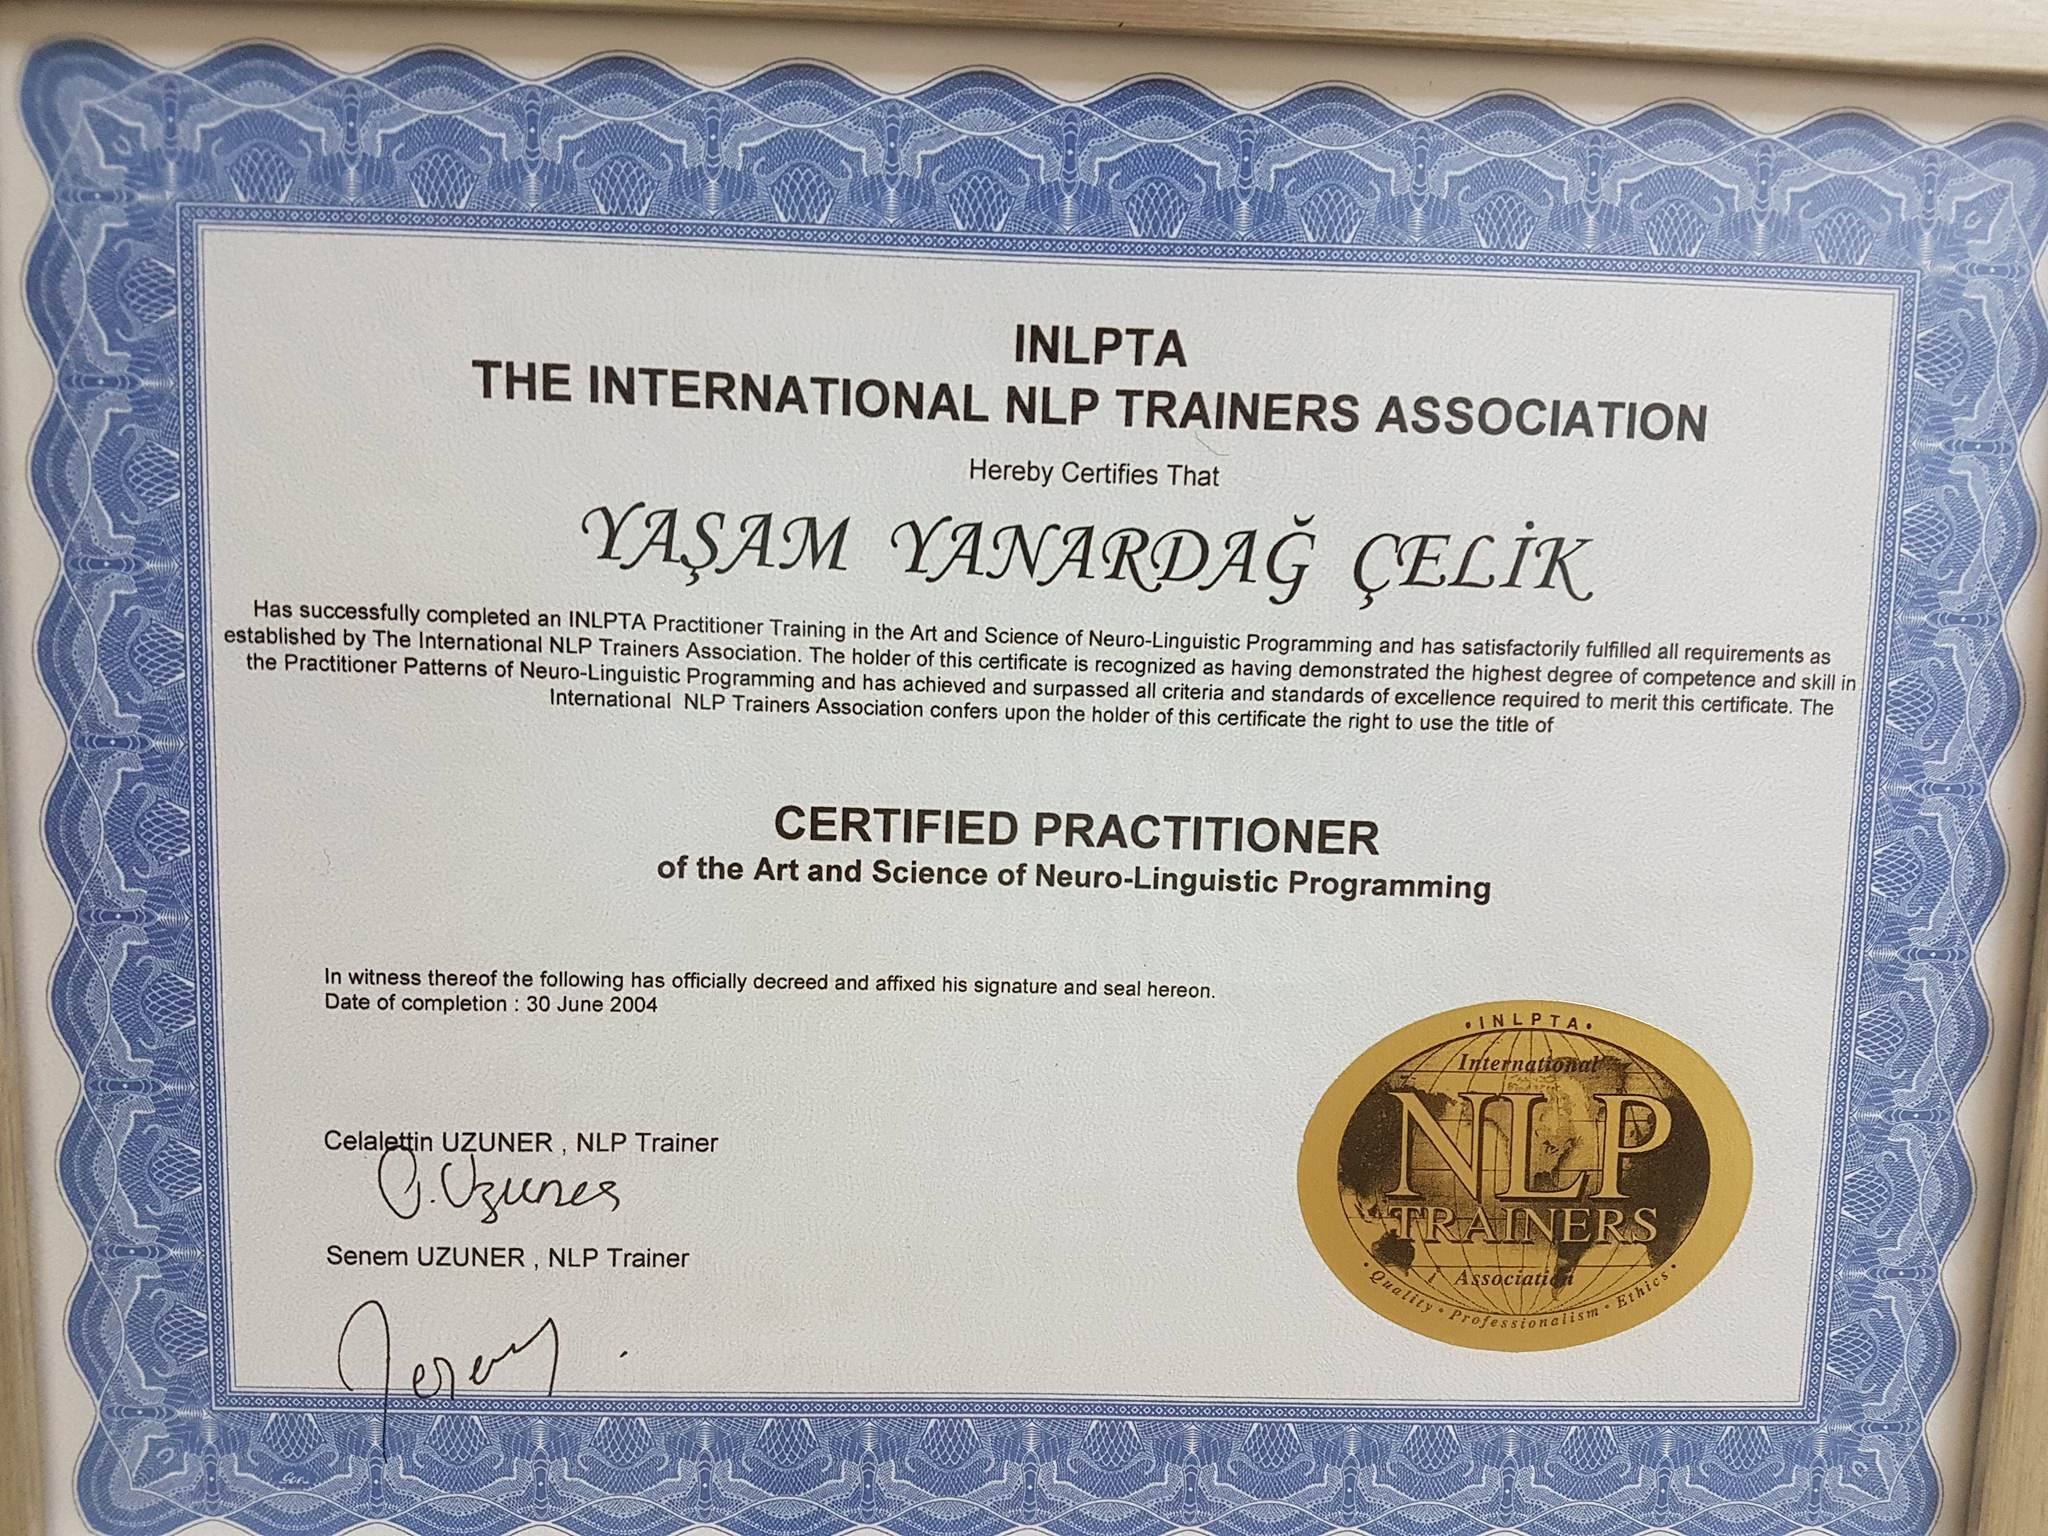 INLPTA
THE INTERNATIONAL NLP TRAINERS ASSOCIATION
Hereby Certifies That
YAŞAM YANARDAĞ ÇELİK
Has successfully completed an INLPTA Practitioner Training in the Art and Science of Neuro-Linguistic Programming and has satisfactorily fulfilled all requirements as
established by The International NLP Trainers Association. The holder of this certificate is recognized as having demonstrated the highest degree of competence and skill in
the Practitioner Patterns of Neuro-Linguistic Programming and has achieved and surpassed all criteria and standards of excellence required to merit this certificate. The
International NLP Trainers Association confers upon the holder of this certificate the right to use the title of
CERTIFIED PRACTITIONER
of the Art and Science of Neuro-Linguistic Programming
In witness thereof the following has officially decreed and affixed his signature and seal hereon.
Date of completion : 30 June 2004
Celalettin UZUNER , NLP Trainer
Senem UZUNER , NLP Trainer
• INLPTA •
International
NLP
TRAINERS
Association
• Quality • Professionalism • Ethics •